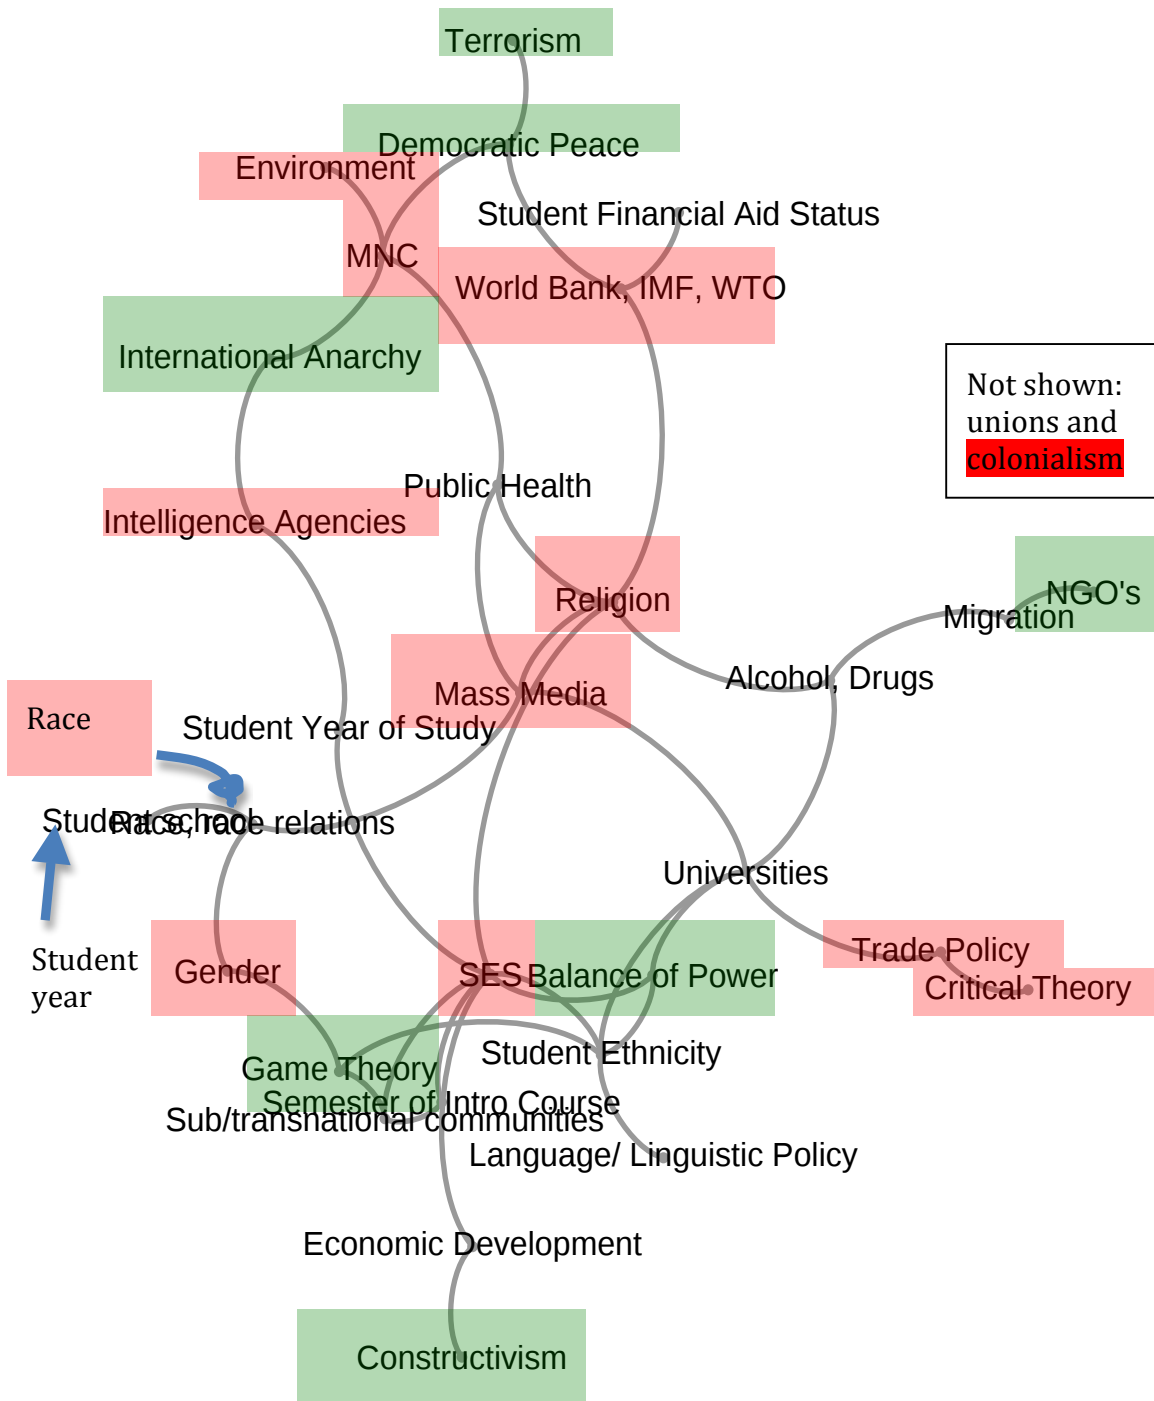 Terrorism
Democratic Peace
Environment
Student Financial Aid Status
MNC
World Bank, IMF, WTO
International Anarchy
Not shown:
unions and
colonialism
Public Health
Intelligence Agencies
Religion
NGO's
Migration
Alcohol, Drugs
Mass Media
Race
Student Year of Study
Student school
Race, race relations
Universities
Student
year
Gender
SES
Balance of Power
Trade Policy
Critical Theory
Student Ethnicity
Game Theory
Semester of Intro Course
Sub/transnational communities
Language/ Linguistic Policy
Economic Development
Constructivism